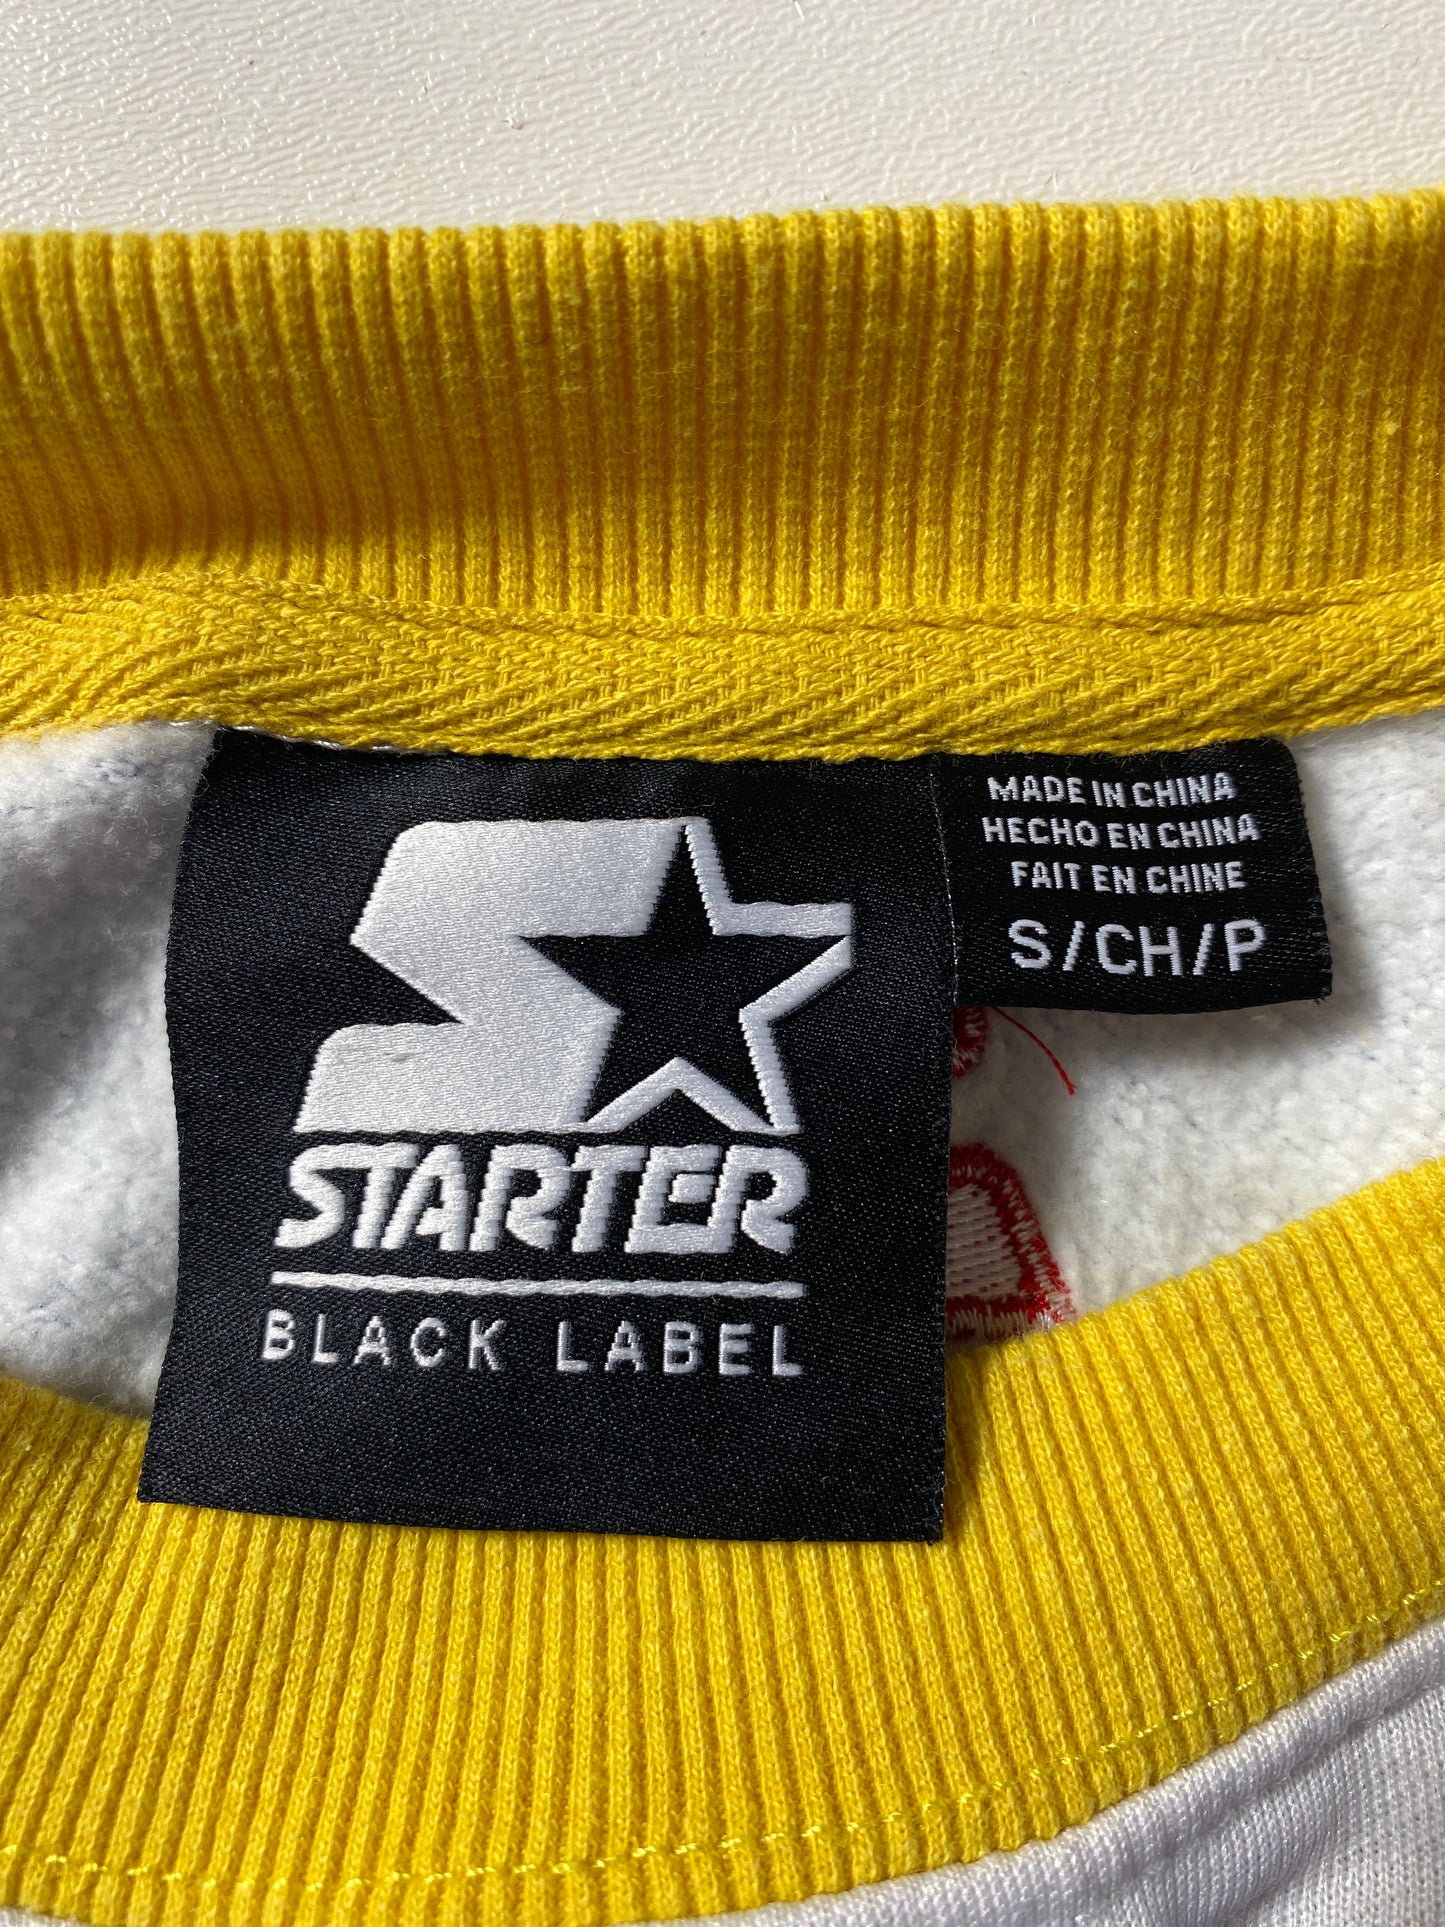 STARTER
BLACK LABEL
MADE IN CHINA
HECHO EN CHINA
FAIT EN CHINE
S/CH/P